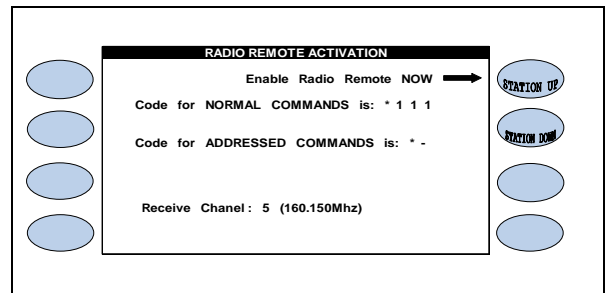 RADIO REMOTE ACTIVATION
Enable Radio Remote NOW
STATION UP
Code for NORMAL COMMANDS is: * 1 1 1
Code for ADDRESSED COMMANDS is: * -
STATION DOWN
Receive Chanel: 5 (160.150Mhz)